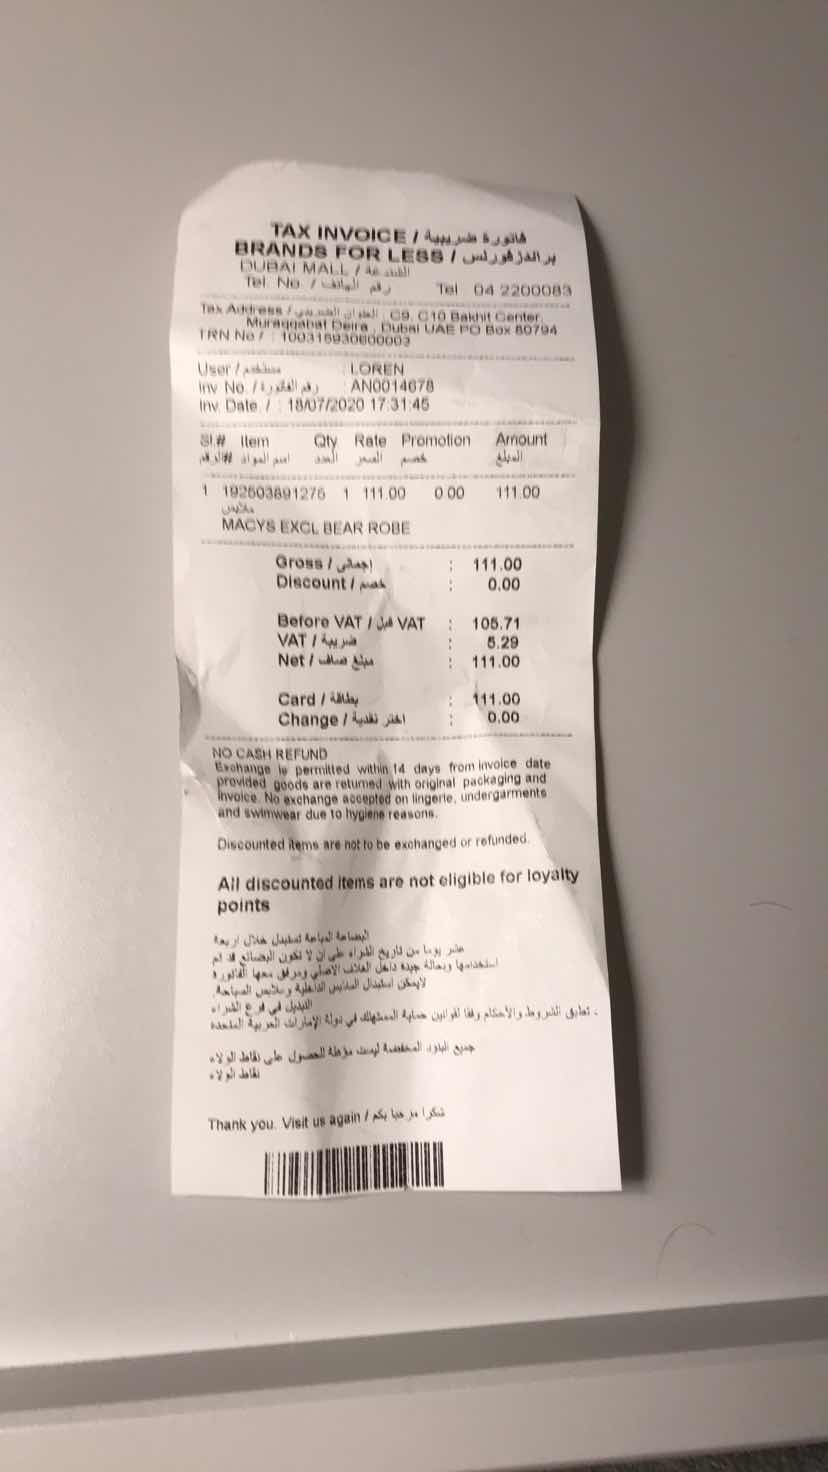 TAX INVOICE / فاتورة ضريبية
BRANDS FOR LESS / براندز فورلس
DUBAI MALL /
Tel. No. / رقم الهاتف Tel 04 2200083
Tax Address / C9, C10 Bakhit Center,
Muraqqabat Deira , Dubai UAE PO Box 80794
TRN No / : 100316930600003
User / مستخدم : LOREN
Inv No. / رقم الفاتورة : AN0014678
Inv. Date. / : 18/07/2020 17:31:45
Sl.# Item Qty Rate Promotion Amount
الرقم# اسم المواد العدد السعر خصم المبلغ
1 192603891276 1 111.00 0.00 111.00
ملابس
MACYS EXCL BEAR ROBE
Gross / إجمالي : 111.00
Discount / خصم : 0.00
Before VAT / قبل VAT : 105.71
VAT / ضريبة : 5.29
Net / مبلغ صافي : 111.00
Card / بطاقة : 111.00
Change / اختر نقدية : 0.00
NO CASH REFUND
Exchange is permitted within 14 days from invoice date
provided goods are returned with original packaging and
invoice. No exchange accepted on lingerie, undergarments
and swimwear due to hygiene reasons.
Discounted items are not to be exchanged or refunded.
All discounted items are not eligible for loyalty
points
البضاعة المباعة تستبدل خلال أربعة
عشر يوما من تاريخ الشراء على ان لا تكون البضائع قد تم
استخدامها وبحالة جيدة داخل الغلاف الأصلي ومرفق معها الفاتورة
لايمكن استبدال الملابس الداخلية وملابس السباحة.
التبديل في فرع الشراء
. تطبق الشروط والأحكام وفقا لقوانين حماية المستهلك في دولة الإمارات العربية المتحدة
جميع البنود المخفضة ليست مؤهلة للحصول على نقاط الولاء
نقاط الولاء
Thank you. Visit us again / شكرا مرحبا بكم